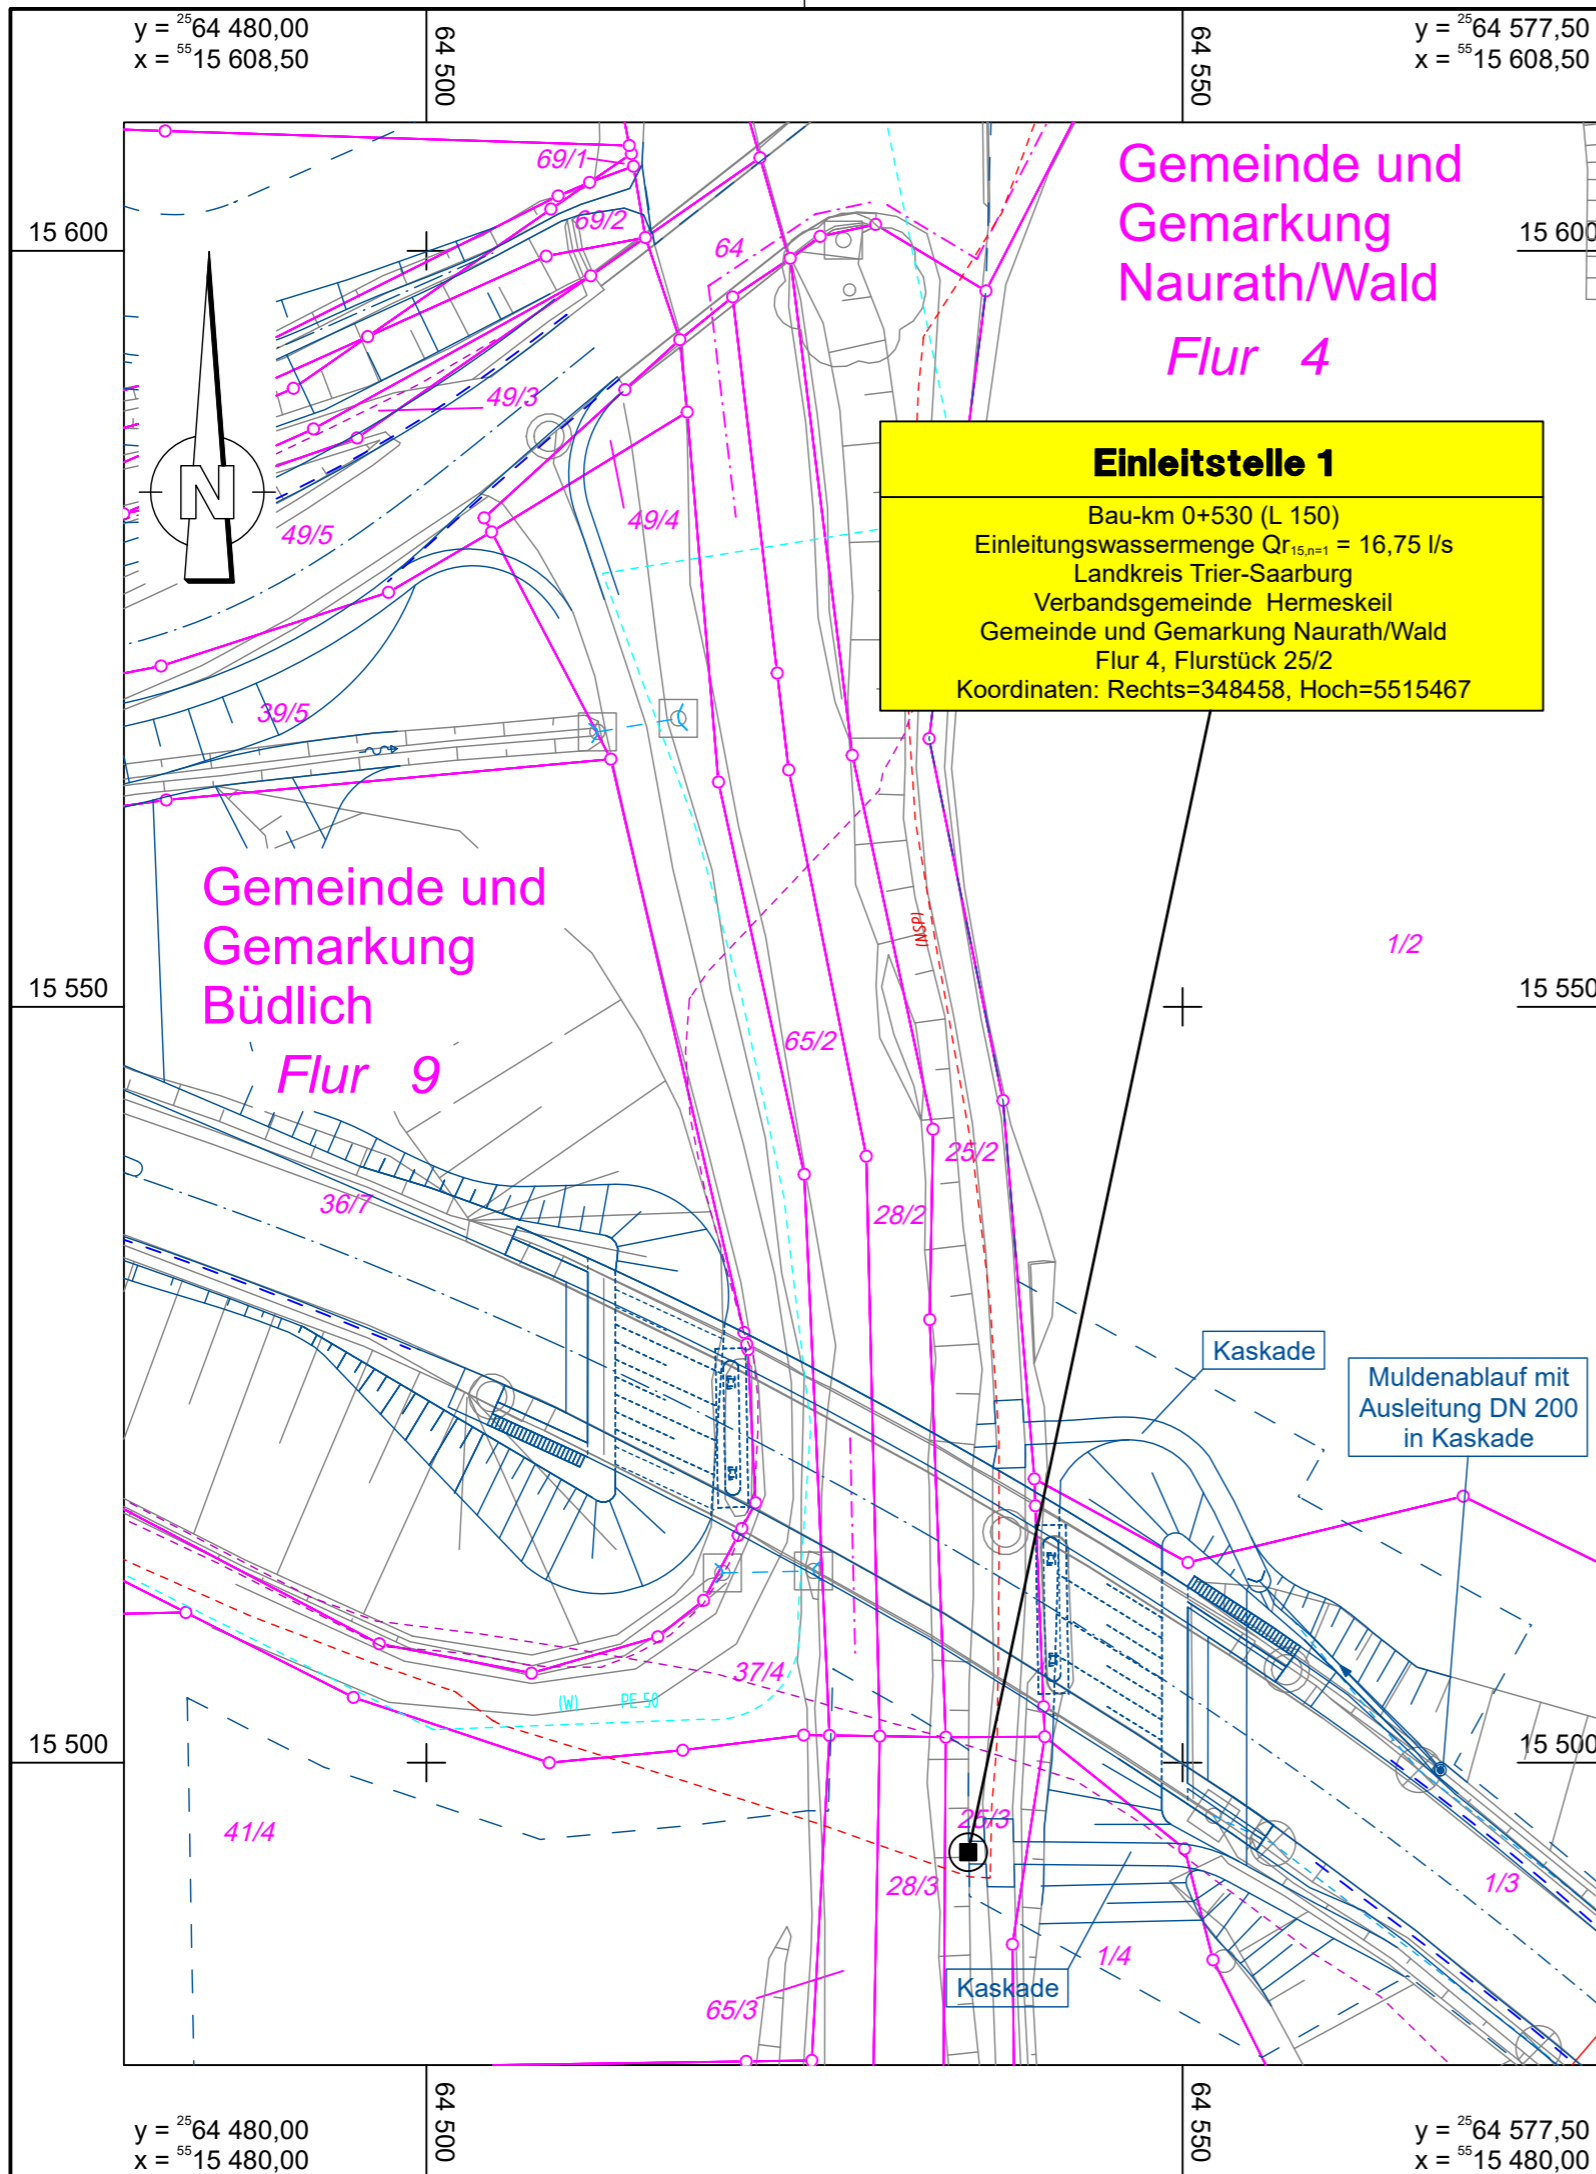 y = ²⁵64 480,00
x = ⁵⁵15 608,50
64 500
64 550
y = ²⁵64 577,50
x = ⁵⁵15 608,50
Gemeinde und
Gemarkung
Naurath/Wald
Flur 4
69/1
69/2
64
15 600
15 600
49/3
49/4
49/5
N
Einleitstelle 1
Bau-km 0+530 (L 150)
Einleitungswassermenge Qr₁₅,ₙ₌₁ = 16,75 l/s
Landkreis Trier-Saarburg
Verbandsgemeinde Hermeskeil
Gemeinde und Gemarkung Naurath/Wald
Flur 4, Flurstück 25/2
Koordinaten: Rechts=348458, Hoch=5515467
39/5
Gemeinde und
Gemarkung
Büdlich
Flur 9
(MSP)
1/2
15 550
15 550
65/2
25/2
28/2
36/7
Kaskade
Muldenablauf mit
Ausleitung DN 200
in Kaskade
37/4
(W) PE 50
15 500
15 500
41/4
25/3
28/3
1/3
1/4
Kaskade
65/3
y = ²⁵64 480,00
x = ⁵⁵15 480,00
64 500
64 550
y = ²⁵64 577,50
x = ⁵⁵15 480,00